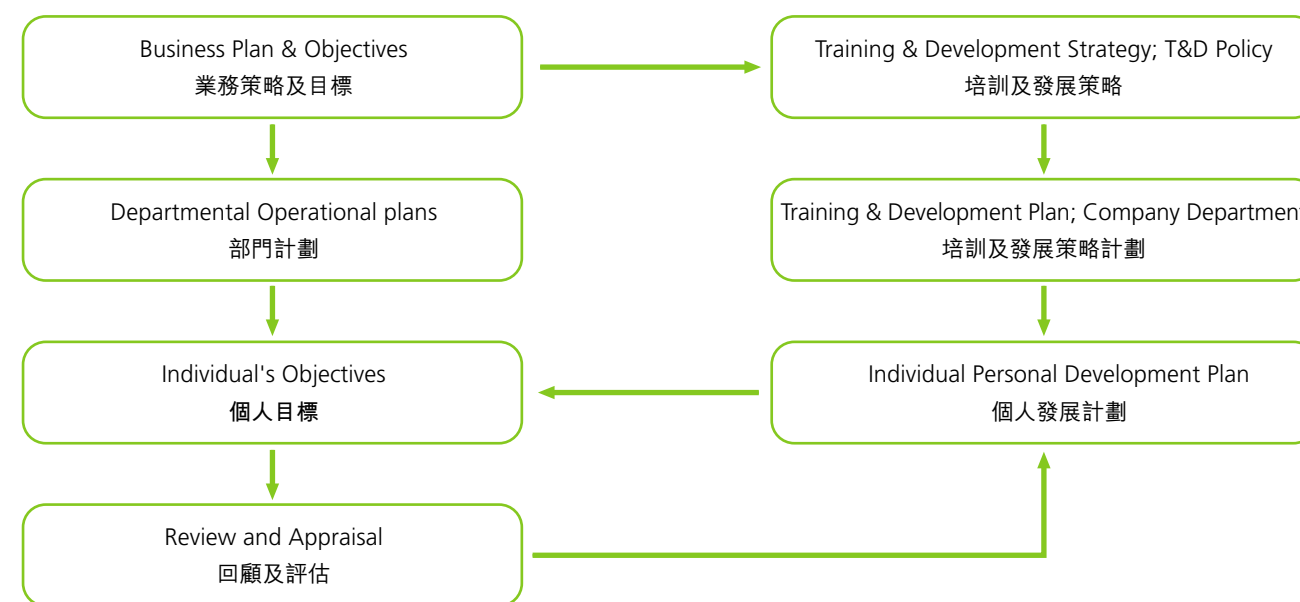 Business Plan & Objectives
業務策略及目標
Training & Development Strategy; T&D Policy
培訓及發展策略
Departmental Operational plans
部門計劃
Training & Development Plan; Company Department
培訓及發展策略計劃
Individual's Objectives
個人目標
Individual Personal Development Plan
個人發展計劃
Review and Appraisal
回顧及評估